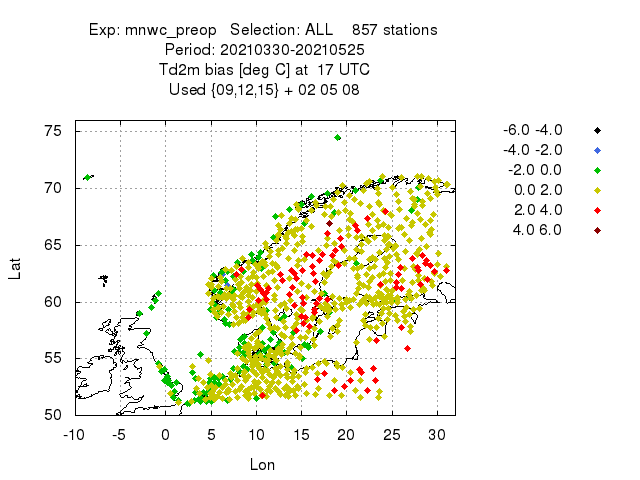 Exp: mnwc_preop   Selection: ALL    857 stations
Period: 20210330-20210525
Td2m bias [deg C] at  17 UTC
Used {09,12,15} + 02 05 08
-6.0 -4.0
-4.0 -2.0
-2.0 0.0
0.0 2.0
2.0 4.0
4.0 6.0
75
70
65
60
55
50
Lat
-10 -5 0 5 10 15 20 25 30
Lon